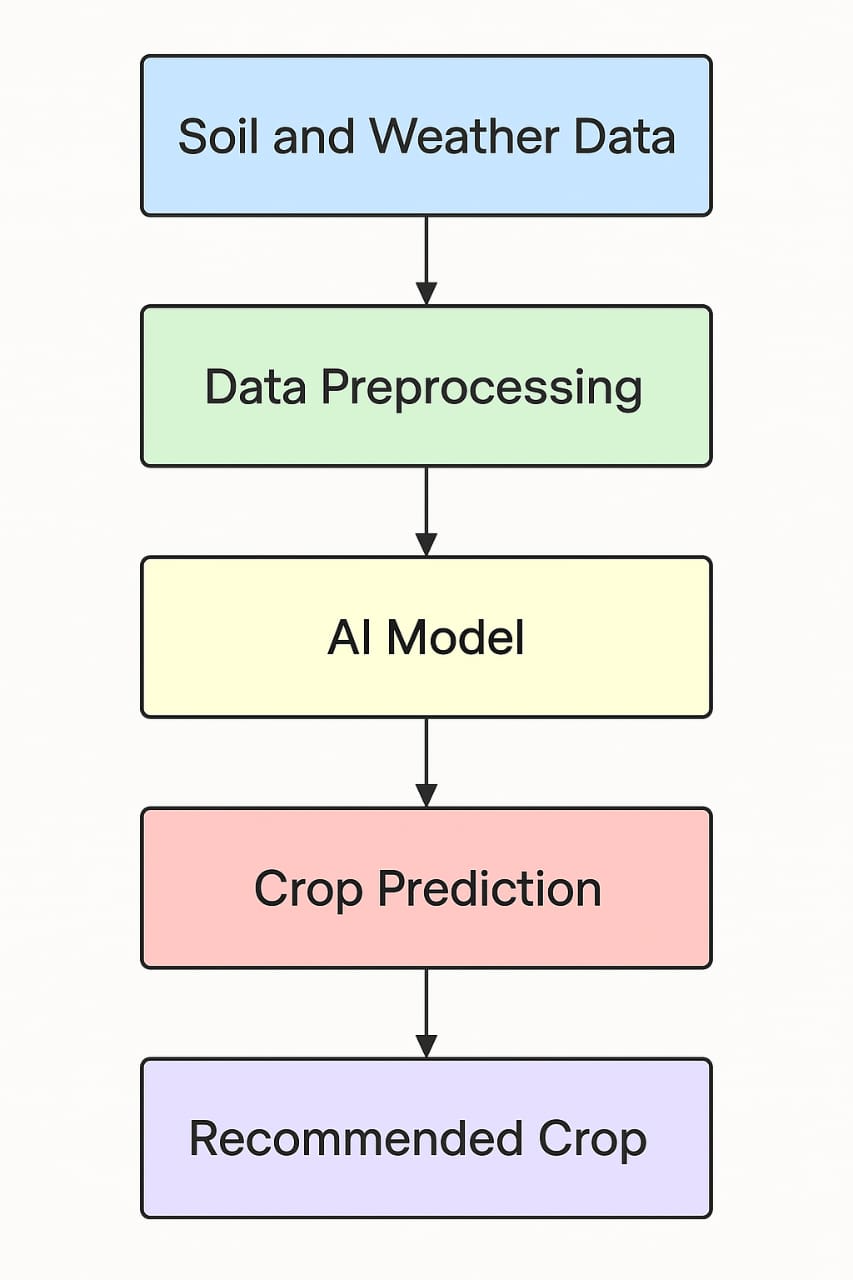 Soil and Weather Data
Data Preprocessing
AI Model
Crop Prediction
Recommended Crop